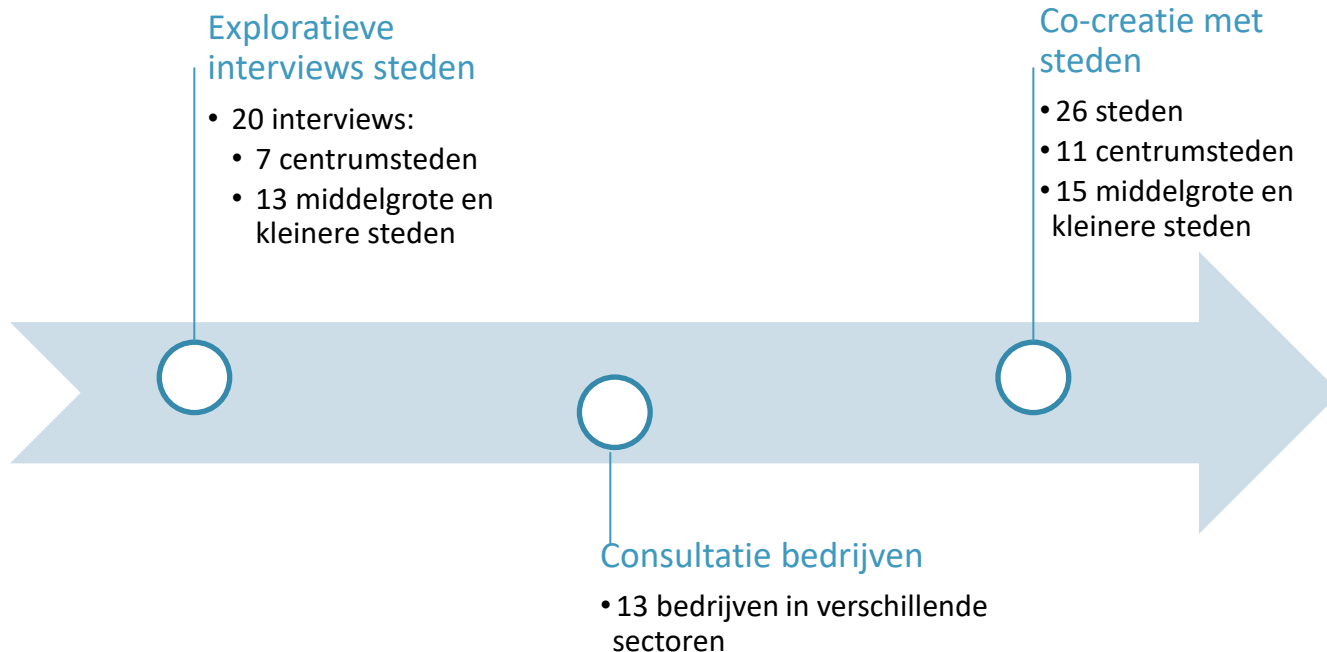 Exploratieve
interviews steden
• 20 interviews:
• 7 centrumsteden
• 13 middelgrote en
kleinere steden
Consultatie bedrijven
• 13 bedrijven in verschillende
sectoren
Co-creatie met
steden
• 26 steden
• 11 centrumsteden
• 15 middelgrote en
kleinere steden